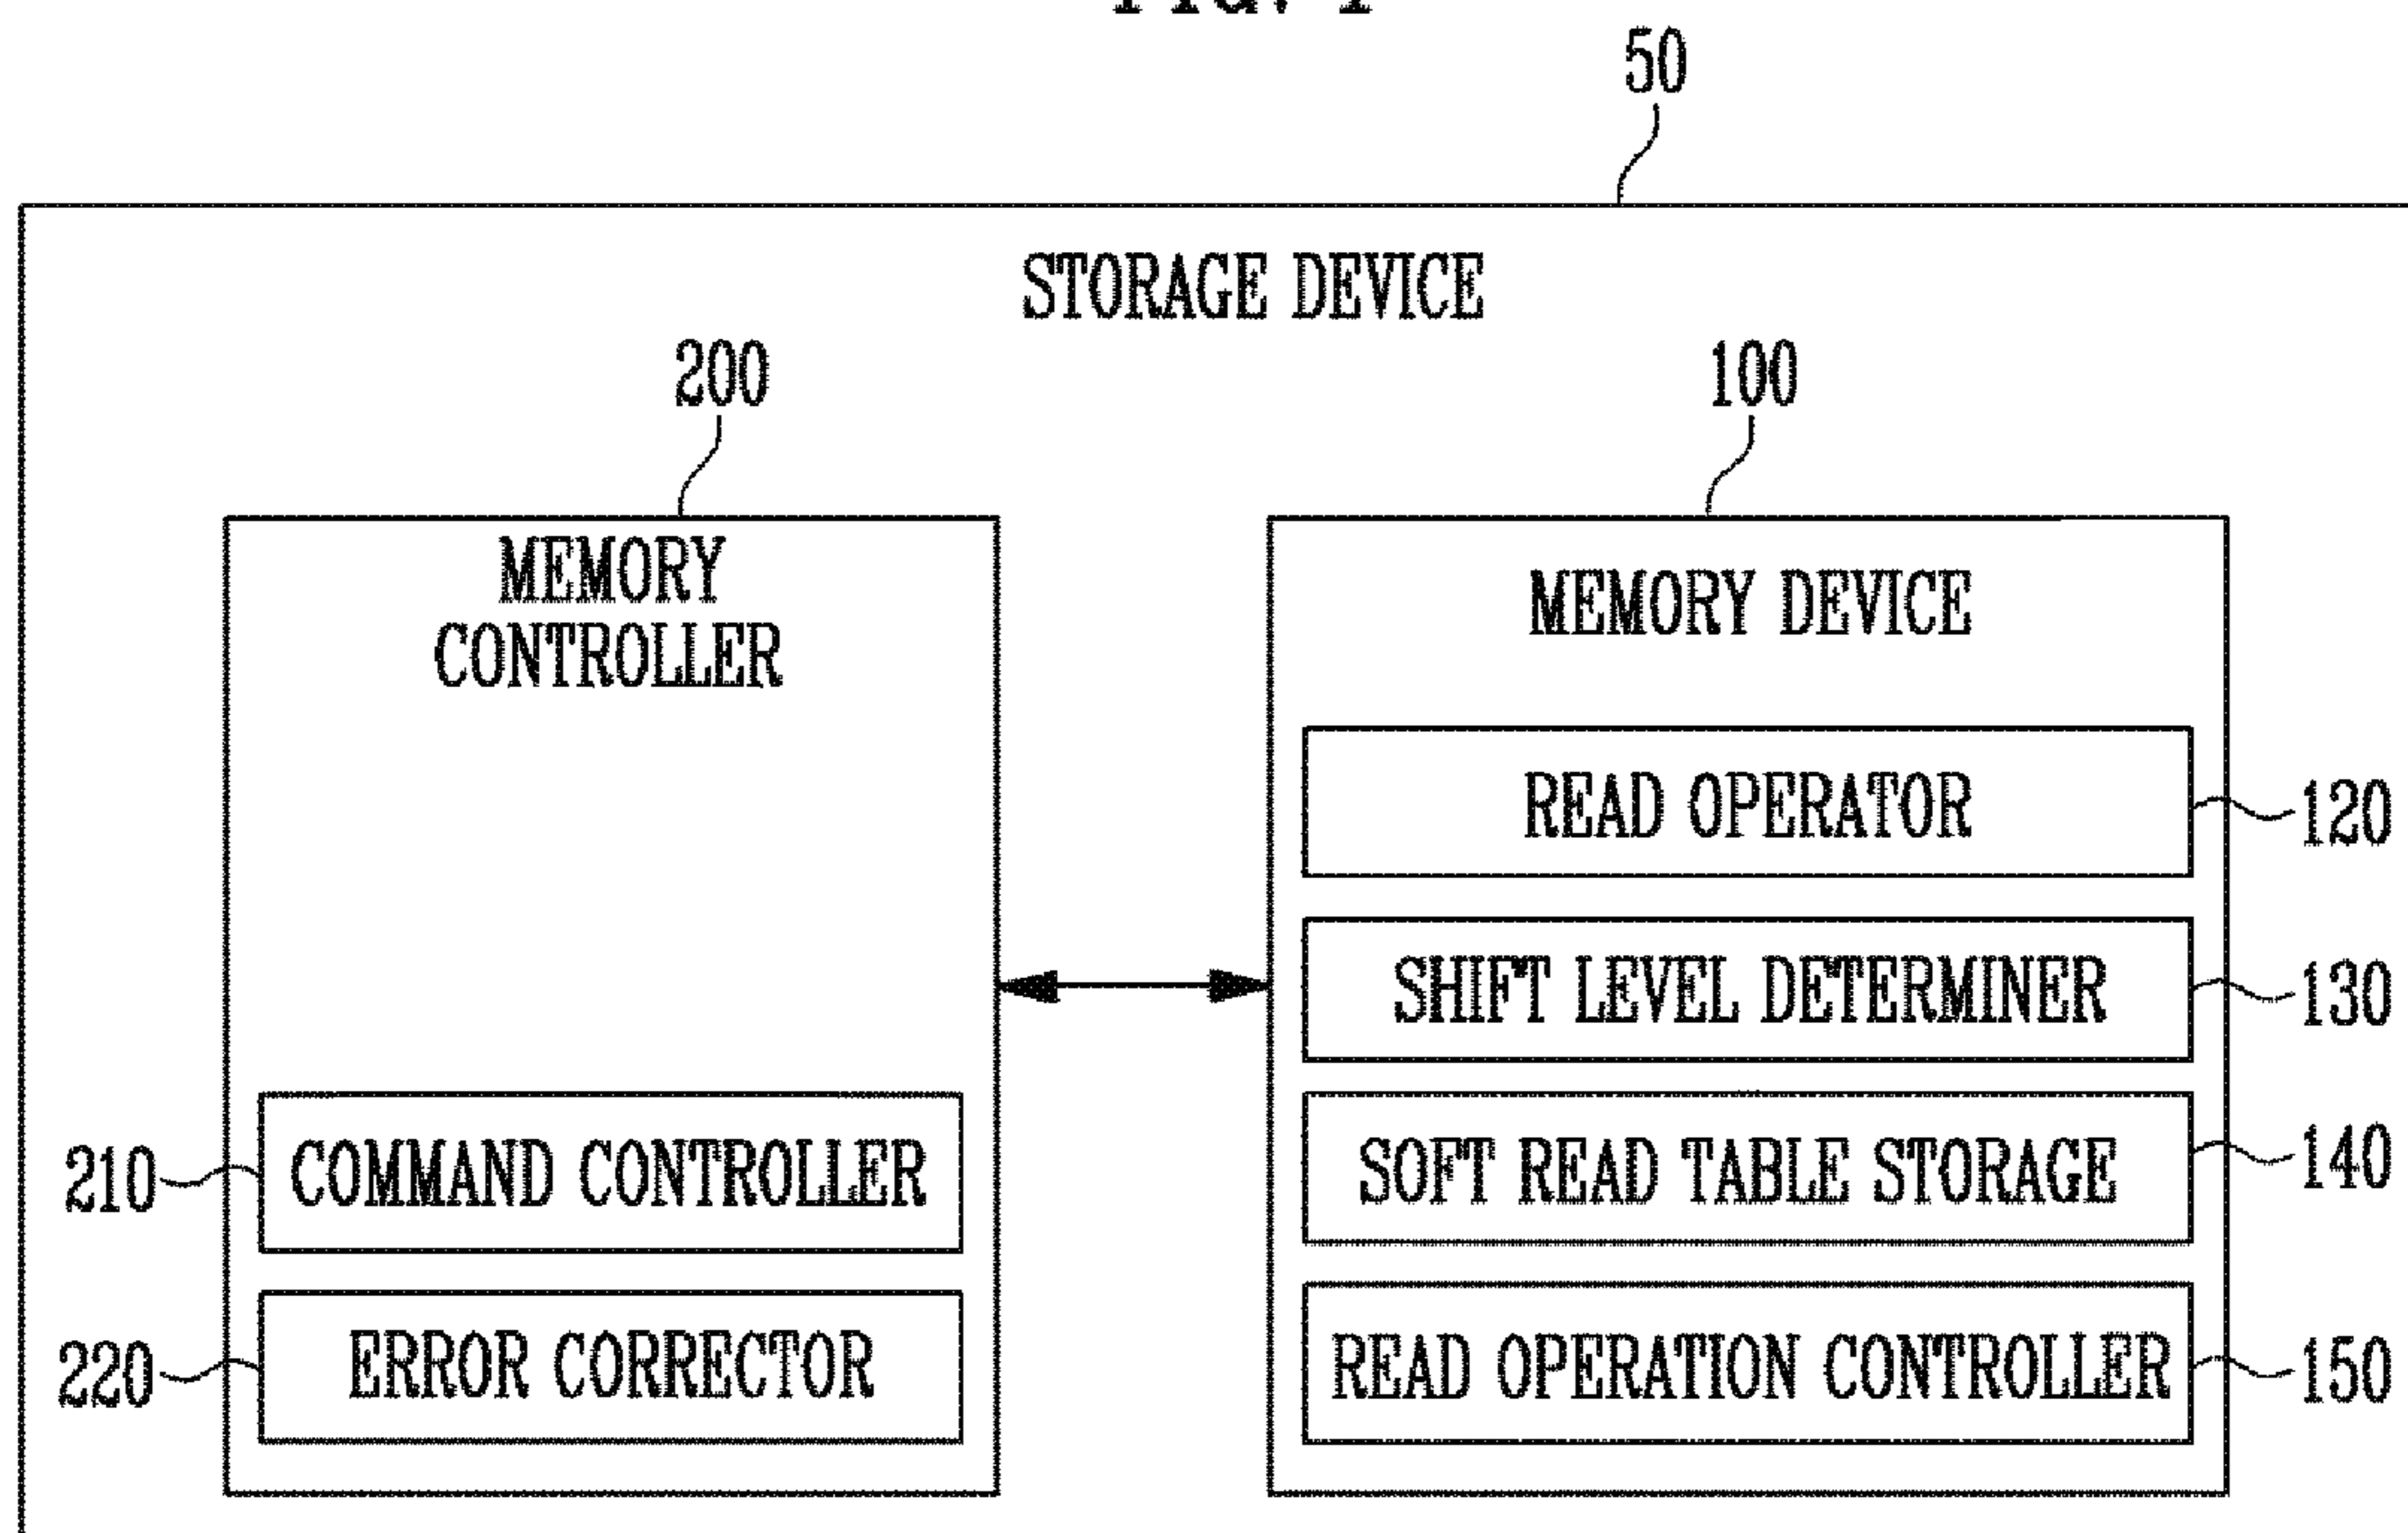 50
STORAGE DEVICE
200
100
MEMORY
CONTROLLER
MEMORY DEVICE
READ OPERATOR
120
SHIFT LEVEL DETERMINER
130
210
COMMAND CONTROLLER
SOFT READ TABLE STORAGE
140
220
ERROR CORRECTOR
READ OPERATION CONTROLLER
150